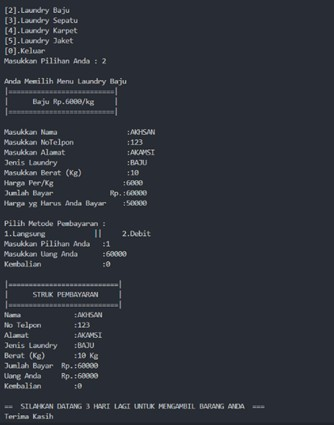 [2].Laundry Baju
[3].Laundry Sepatu
[4].Laundry Karpet
[5].Laundry Jaket
[0].Keluar
Masukkan Pilihan Anda : 2
Anda Memilih Menu Laundry Baju
|==========================|
| Baju Rp.6000/kg |
|==========================|
Masukkan Nama :AKHSAN
Masukkan NoTelpon :123
Masukkan Alamat :AKAMSI
Jenis Laundry :BAJU
Masukkan Berat (Kg) :10
Harga Per/Kg :6000
Jumlah Bayar Rp.:60000
Harga yg Harus Anda Bayar :50000
Pilih Metode Pembayaran :
1.Langsung || 2.Debit
Masukkan Pilihan Anda :1
Masukkan Uang Anda :60000
Kembalian :0
|===========================|
| STRUK PEMBAYARAN |
|===========================|
Nama :AKHSAN
No Telpon :123
Alamat :AKAMSI
Jenis Laundry :BAJU
Berat (Kg) :10 Kg
Jumlah Bayar Rp.:60000
Uang Anda Rp.:60000
Kembalian :0
== SILAHKAN DATANG 3 HARI LAGI UNTUK MENGAMBIL BARANG ANDA ===
Terima Kasih